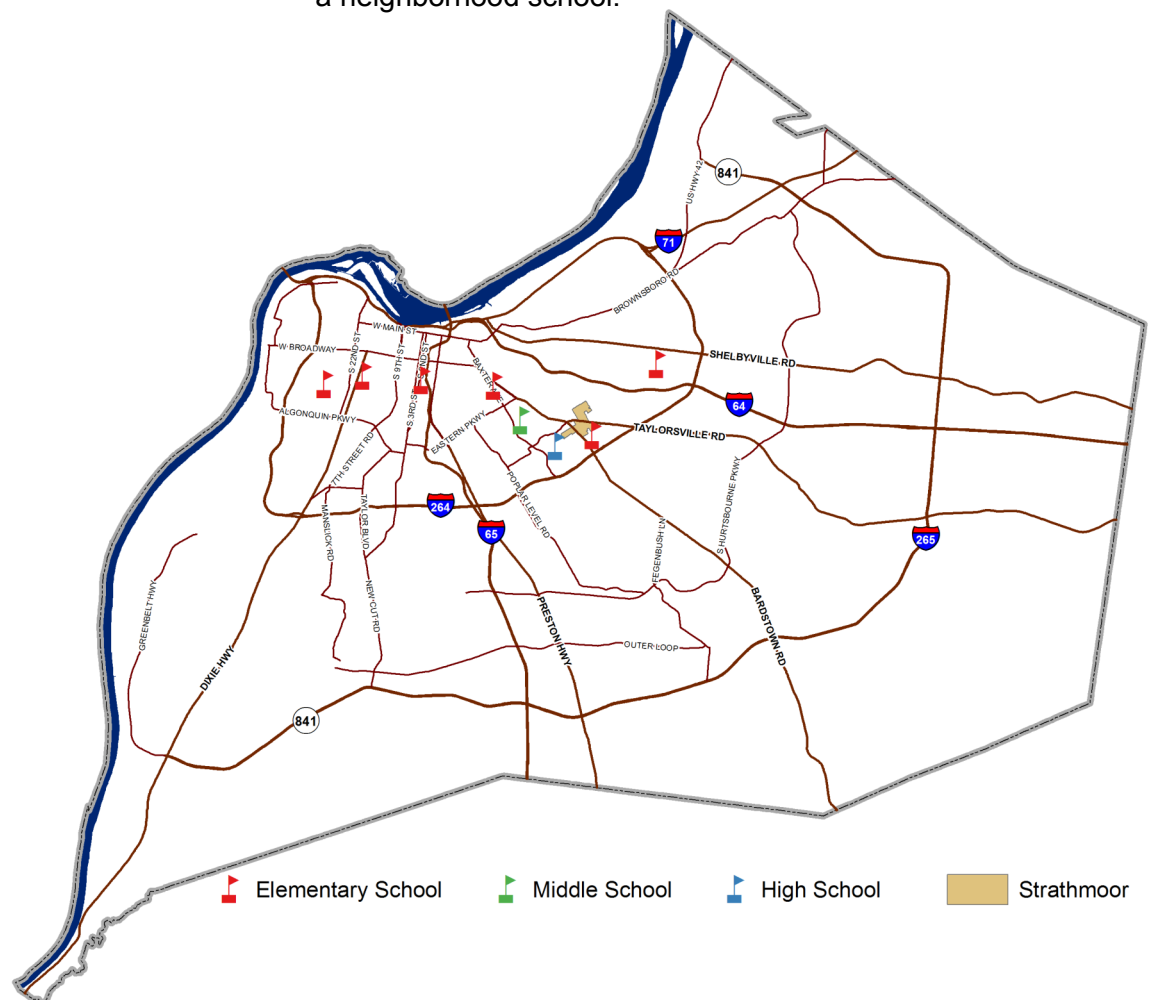 a neighborhood school.
US HWY 42
841
71
BROWNSBORO RD
W MAIN ST
W BROADWAY
S 22ND ST
S 9TH ST
S 3RD S
2ND ST
BAXTER AVE
SHELBYVILLE RD
64
ALGONQUIN PKWY
EASTERN PKWY
TAYLORSVILLE RD
7TH STREET RD
POPLAR LEVEL RD
S HURTSBOURNE PKWY
264
65
265
MANSLICK RD
TAYLOR BLVD
FEGENBUSH LN
GREENBELT HWY
NEW CUT RD
PRESTON HWY
BARDSTOWN RD
OUTER LOOP
DIXIE HWY
841
Elementary School
Middle School
High School
Strathmoor